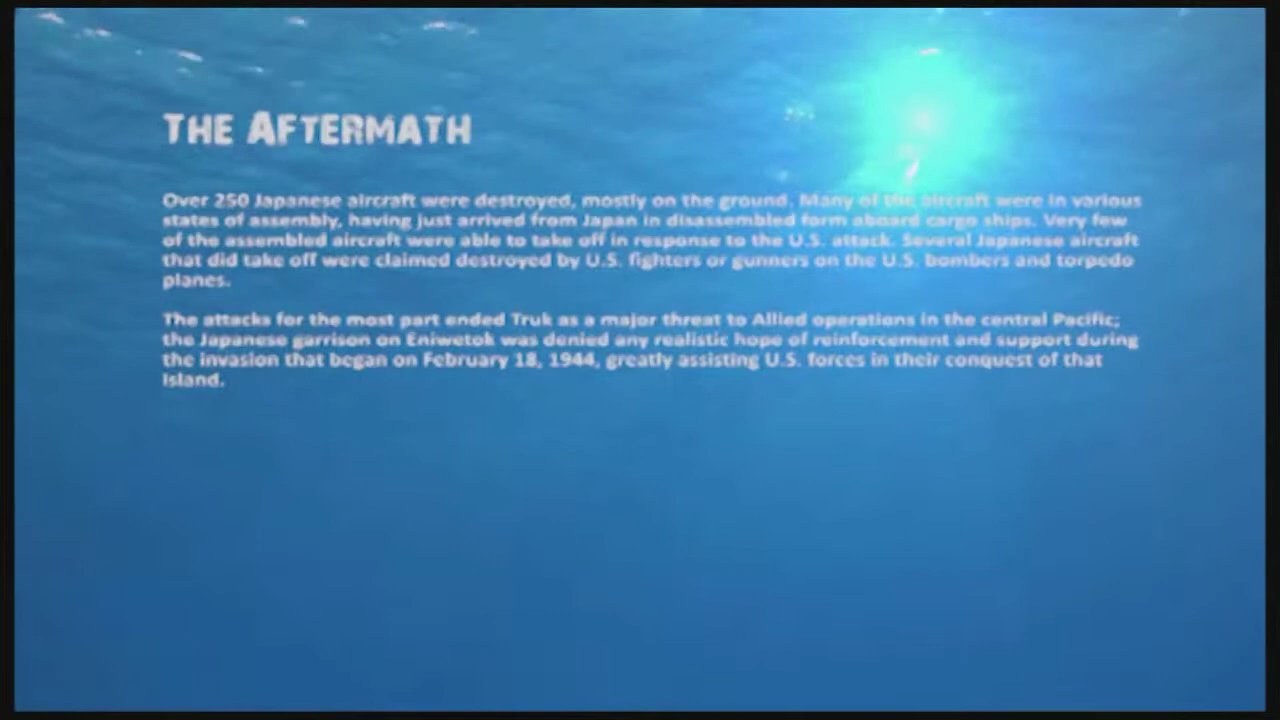 THE AFTERMATH
Over 250 Japanese aircraft were destroyed, mostly on the ground. Many of the aircraft were in various
states of assembly, having just arrived from Japan in disassembled form aboard cargo ships. Very few
of the assembled aircraft were able to take off in response to the U.S. attack. Several Japanese aircraft
that did take off were claimed destroyed by U.S. fighters or gunners on the U.S. bombers and torpedo
planes.
The attacks for the most part ended Truk as a major threat to Allied operations in the central Pacific;
the Japanese garrison on Eniwetok was denied any realistic hope of reinforcement and support during
the invasion that began on February 18, 1944, greatly assisting U.S. forces in their conquest of that
island.